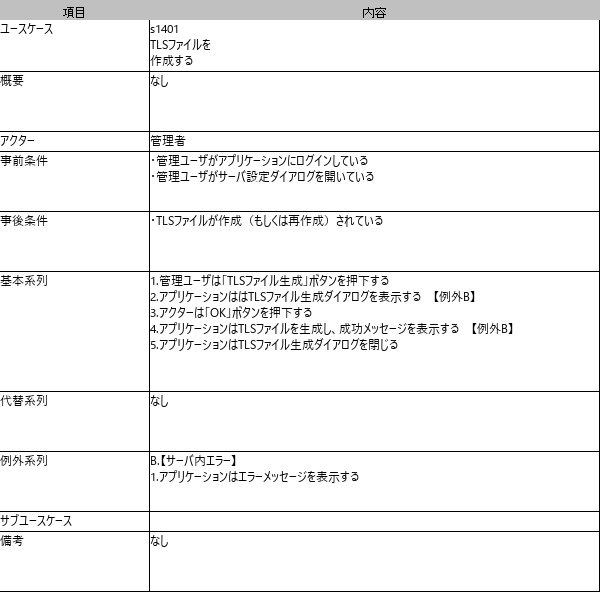 項目 内容
ユースケース s1401
TLSファイルを
作成する
概要 なし
アクター 管理者
事前条件 ・管理ユーザがアプリケーションにログインしている
・管理ユーザがサーバ設定ダイアログを開いている
事後条件 ・TLSファイルが作成（もしくは再作成）されている
基本系列 1.管理ユーザは「TLSファイル生成」ボタンを押下する
2.アプリケーションははTLSファイル生成ダイアログを表示する　【例外B】
3.アクターは「OK」ボタンを押下する
4.アプリケーションはTLSファイルを生成し、成功メッセージを表示する　【例外B】
5.アプリケーションはTLSファイル生成ダイアログを閉じる
代替系列 なし
例外系列 B.【サーバ内エラー】
1.アプリケーションはエラーメッセージを表示する
サブユースケース
備考 なし